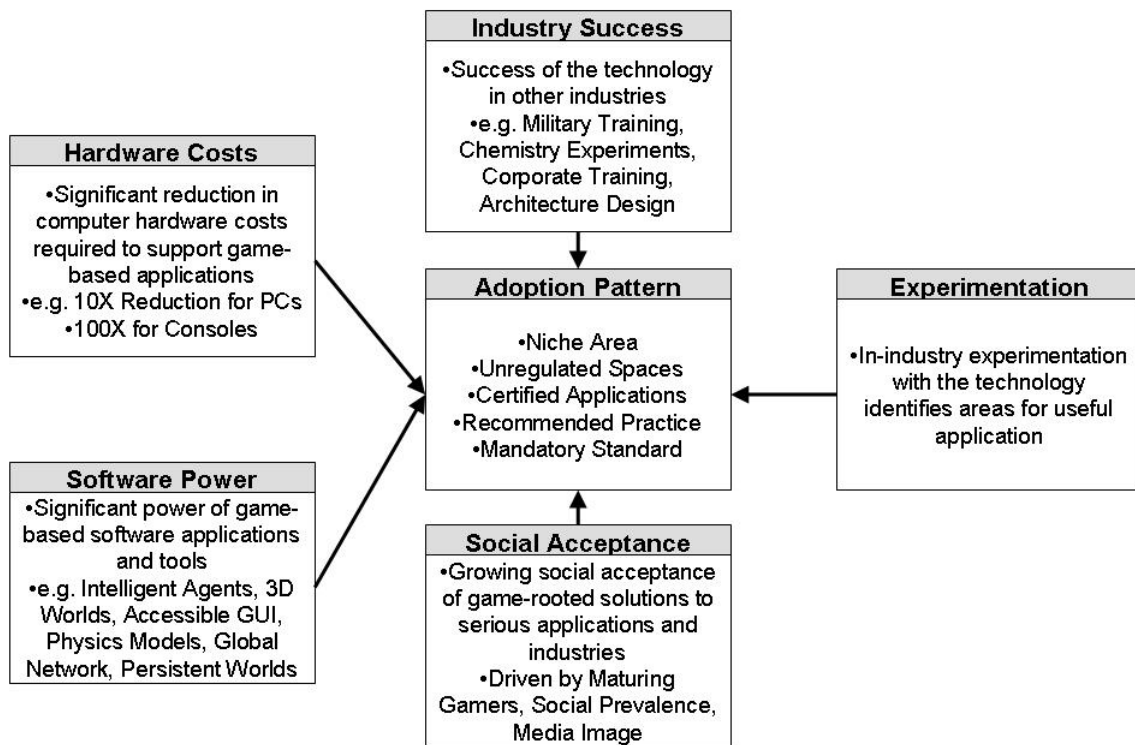 Industry Success
•Success of the technology
in other industries
•e.g. Military Training,
Chemistry Experiments,
Corporate Training,
Architecture Design
Hardware Costs
•Significant reduction in
computer hardware costs
required to support game-
based applications
•e.g. 10X Reduction for PCs
•100X for Consoles
Adoption Pattern
•Niche Area
•Unregulated Spaces
•Certified Applications
•Recommended Practice
•Mandatory Standard
Experimentation
•In-industry experimentation
with the technology
identifies areas for useful
application
Software Power
•Significant power of game-
based software applications
and tools
•e.g. Intelligent Agents, 3D
Worlds, Accessible GUI,
Physics Models, Global
Network, Persistent Worlds
Social Acceptance
•Growing social acceptance
of game-rooted solutions to
serious applications and
industries
•Driven by Maturing
Gamers, Social Prevalence,
Media Image